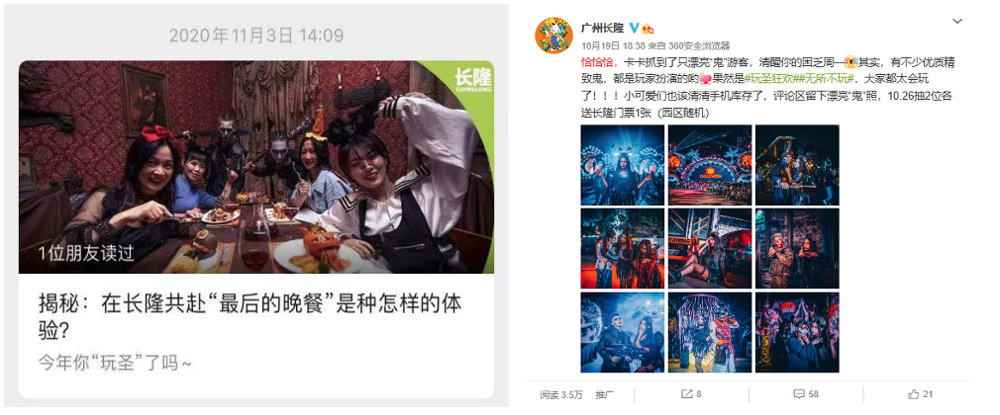 2020年11月3日 14:09
长隆
CHIMELONG
1位朋友读过
揭秘：在长隆共赴“最后的晚餐”是种怎样的体
验?
今年你“玩圣”了吗~
广州长隆
10月19日 18:38 来自 360安全浏览器
恰恰恰，卡卡抓到了只漂亮“鬼”游客，清醒你的困乏周一其实，有不少优质精
致鬼，都是玩家扮演的哟果然是#玩圣狂欢##无所不玩#，大家都太会玩
了！！！小可爱们也该清清手机库存了，评论区留下漂亮“鬼”照，10.26抽2位各
送长隆门票1张（园区随机）
阅读 3.5万 推广 8 58 21